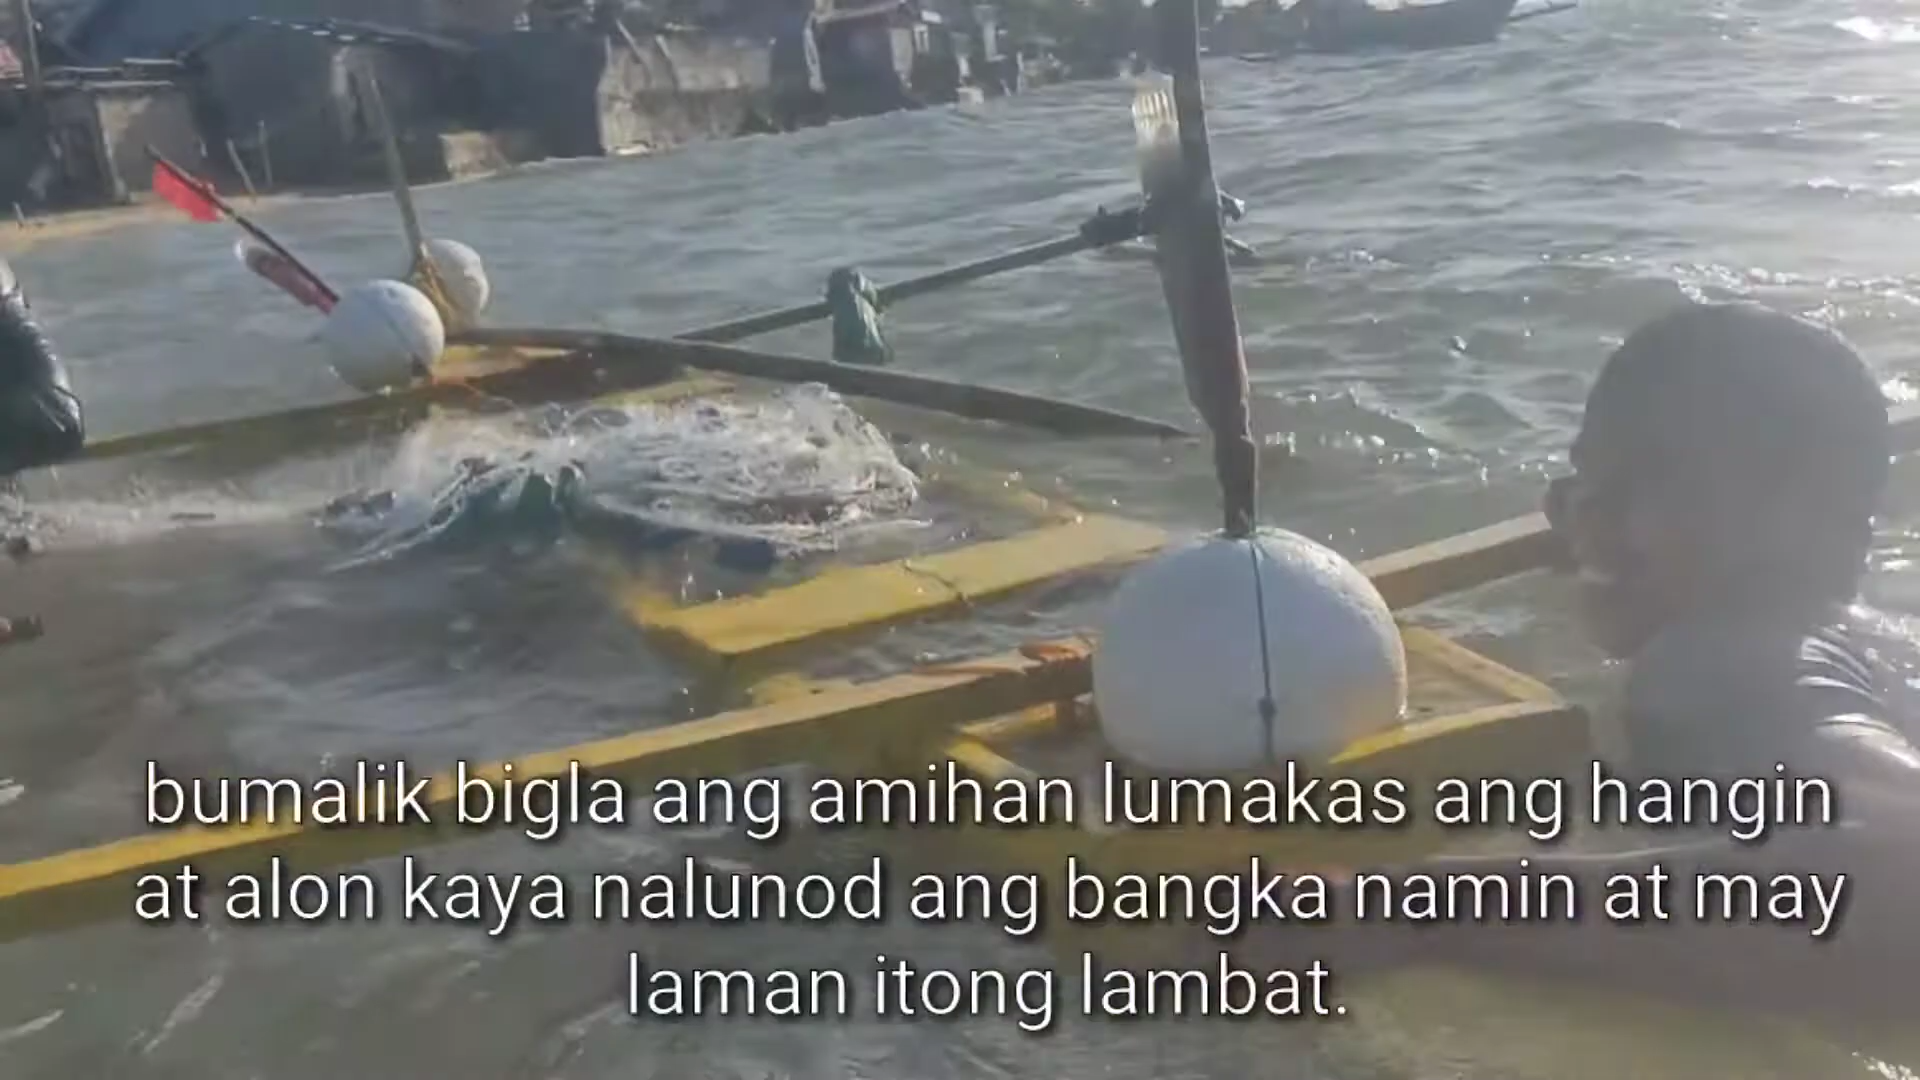 bumalik bigla ang amihan lumakas ang hangin
at alon kaya nalunod ang bangka namin at may
laman itong lambat.